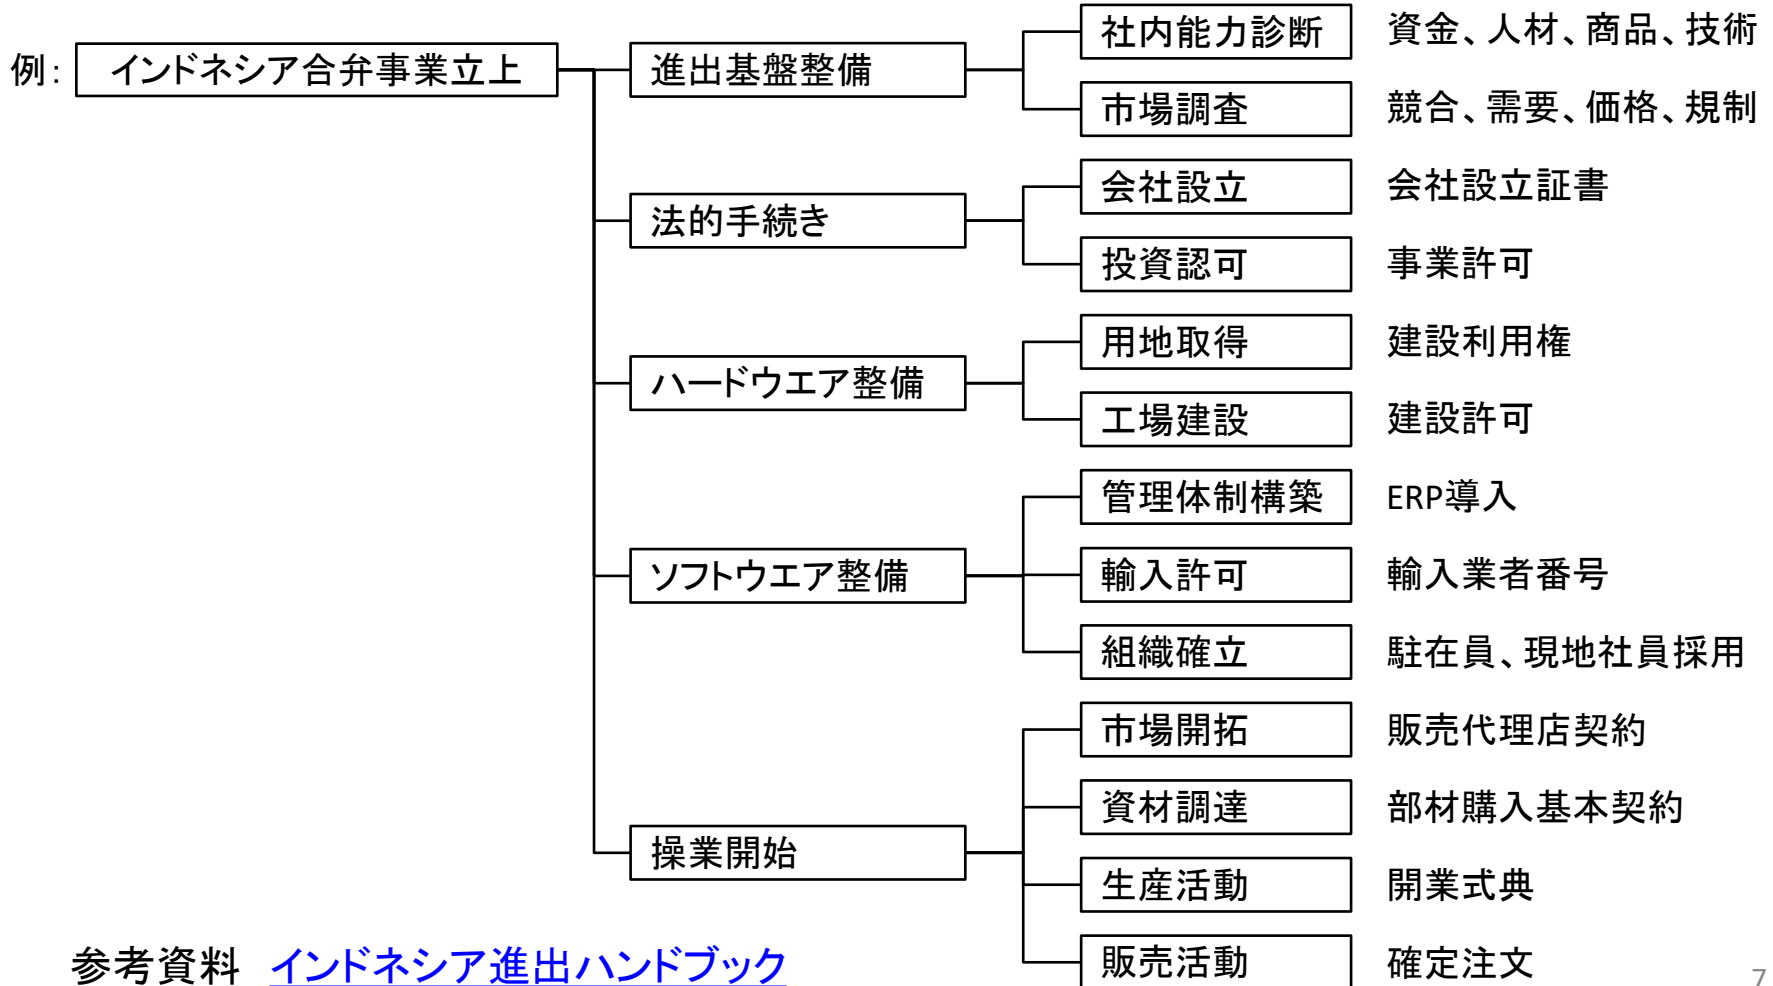 例: インドネシア合弁事業立上
進出基盤整備
社内能力診断 資金、人材、商品、技術
市場調査 競合、需要、価格、規制
法的手続き
会社設立 会社設立証書
投資認可 事業許可
ハードウエア整備
用地取得 建設利用権
工場建設 建設許可
ソフトウエア整備
管理体制構築 ERP導入
輸入許可 輸入業者番号
組織確立 駐在員、現地社員採用
操業開始
市場開拓 販売代理店契約
資材調達 部材購入基本契約
生産活動 開業式典
販売活動 確定注文
参考資料 インドネシア進出ハンドブック
7